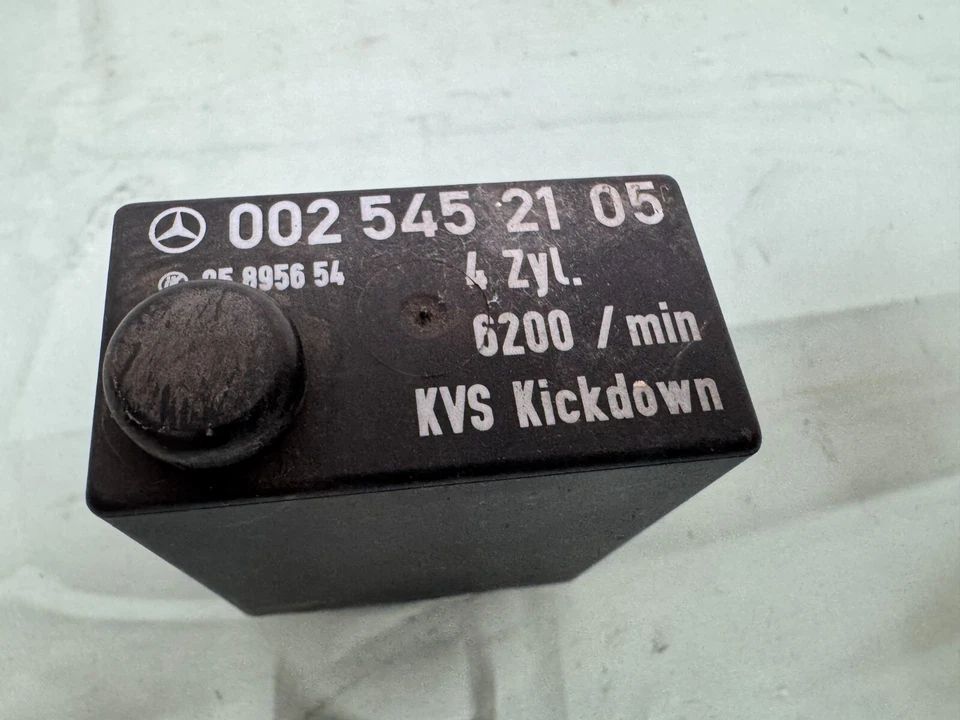 002 545 21 05
05 8956 54
4 Zyl.
6200 / min
KVS Kickdown